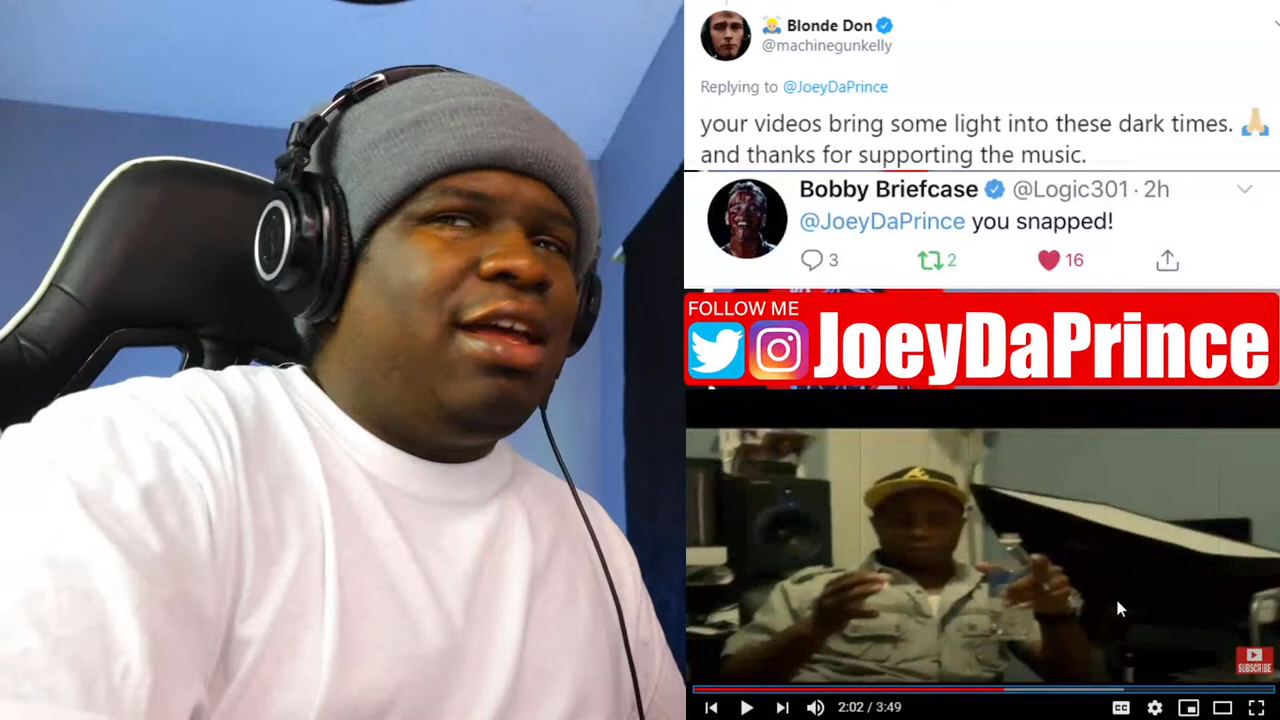 Blonde Don
@machinegunkelly
Replying to @JoeyDaPrince
your videos bring some light into these dark times.
and thanks for supporting the music.
Bobby Briefcase @Logic301 · 2h
@JoeyDaPrince you snapped!
3 2 16
FOLLOW ME
JoeyDaPrince
SUBSCRIBE
2:02 / 3:49
CC